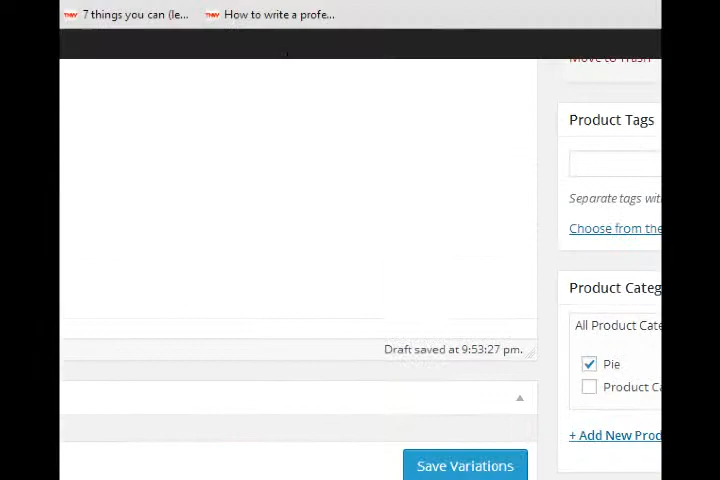 7 things you can (le... How to write a profe...
Move to Trash
Product Tags
Separate tags wit
Choose from the
Product Categ
All Product Cate
Draft saved at 9:53:27 pm.
Pie
Product Ca
+ Add New Prod
Save Variations